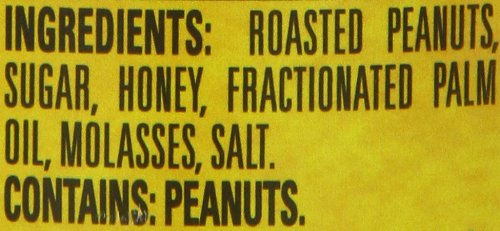 INGREDIENTS: ROASTED PEANUTS,
SUGAR, HONEY, FRACTIONATED PALM
OIL, MOLASSES, SALT.
CONTAINS: PEANUTS.